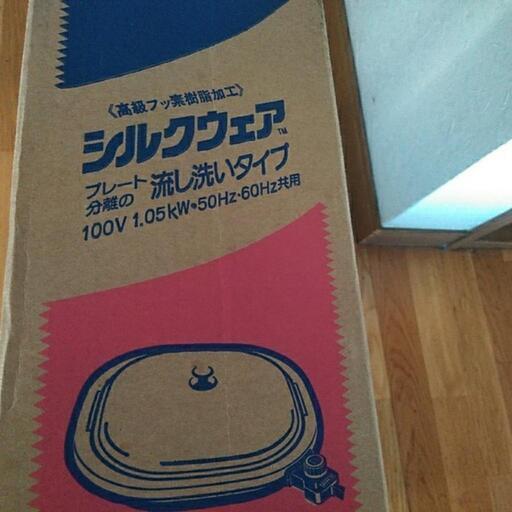 《高級フッ素樹脂加工》
シルクウェア™
プレート分離の 流し洗いタイプ
100V 1.05kW・50Hz・60Hz共用